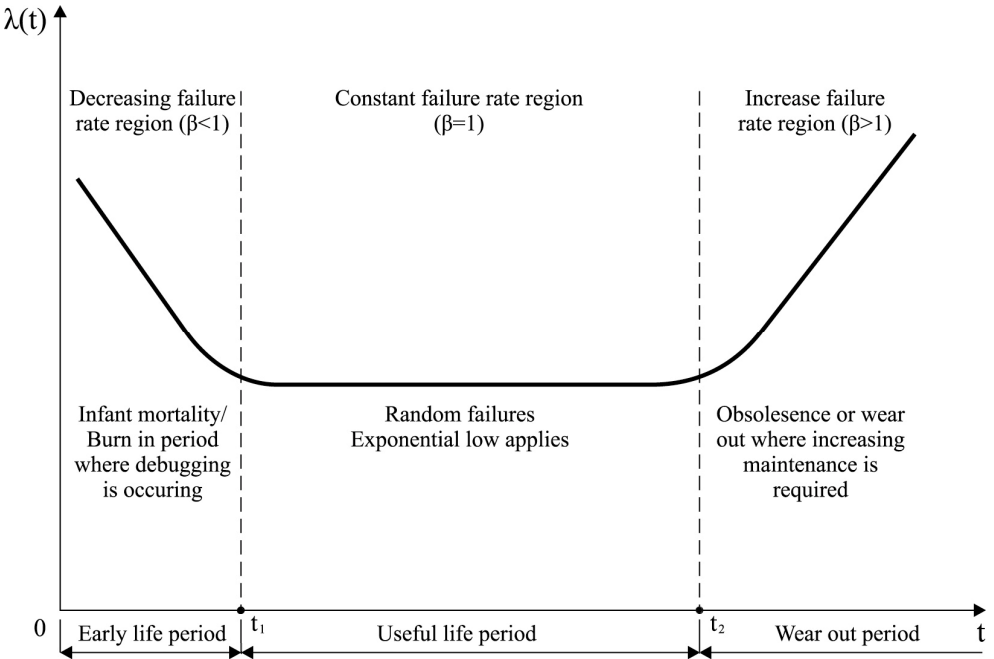 λ(t)
Decreasing failure
rate region (β<1)
Constant failure rate region
(β=1)
Increase failure
rate region (β>1)
Infant mortality/
Burn in period
where debugging
is occuring
Random failures
Exponential low applies
Obsolesence or wear
out where increasing
maintenance is
required
0
t₁
t₂
t
Early life period
Useful life period
Wear out period